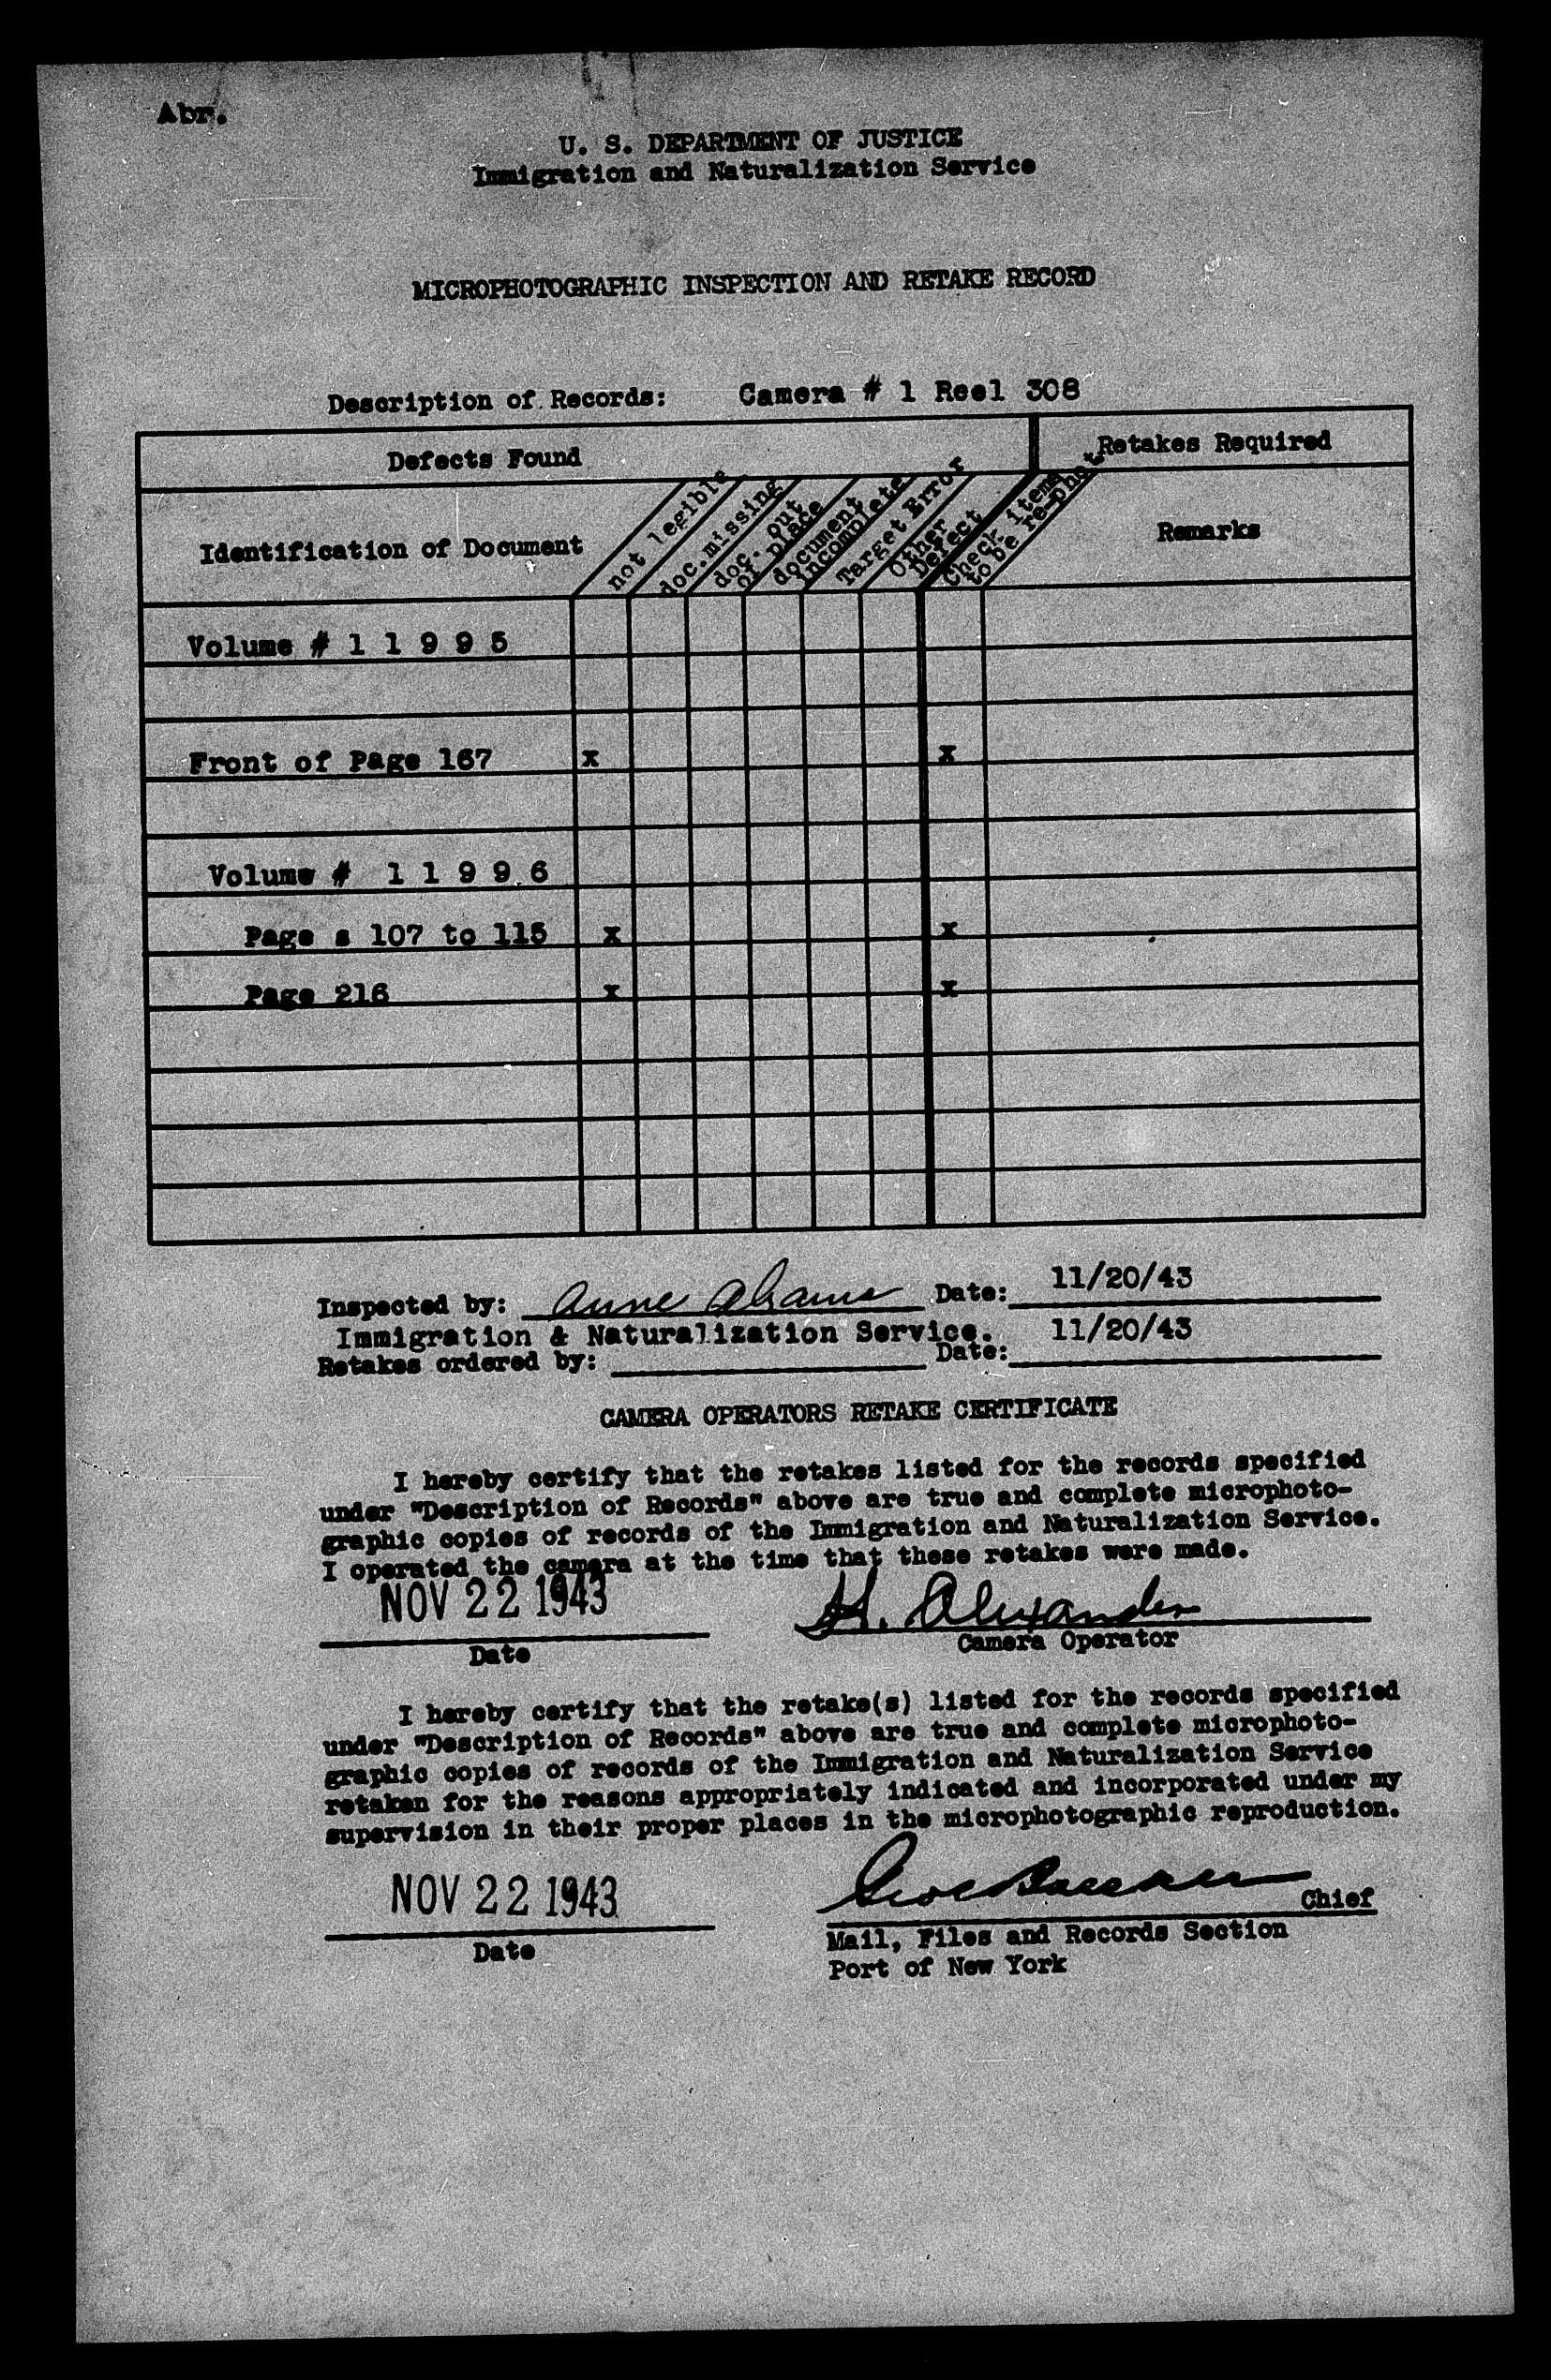 Abr.
U. S. DEPARTMENT OF JUSTICE
Immigration and Naturalization Service
MICROPHOTOGRAPHIC INSPECTION AND RETAKE RECORD
Description of Records: Camera # 1 Reel 308
Defects Found
Retakes Required
Identification of Document
not legible
doc.missing
doc. out
of place
document
incomplete
Target Error
Other
Defect
Check items
to be re-phot.
Remarks
Volume # 1 1 9 9 5
Front of Page 167 x x
Volume # 1 1 9 9 6
Page s 107 to 115 x x
Page 216 x x
Inspected by: Anne Abrams Date: 11/20/43
Immigration & Naturalization Service. 11/20/43
Retakes ordered by: Date:
CAMERA OPERATORS RETAKE CERTIFICATE
I hereby certify that the retakes listed for the records specified
under "Description of Records" above are true and complete microphoto-
graphic copies of records of the Immigration and Naturalization Service.
I operated the camera at the time that these retakes were made.
NOV 22 1943 H. Alexander
Date Camera Operator
I hereby certify that the retake(s) listed for the records specified
under "Description of Records" above are true and complete microphoto-
graphic copies of records of the Immigration and Naturalization Service
retaken for the reasons appropriately indicated and incorporated under my
supervision in their proper places in the microphotographic reproduction.
NOV 22 1943 Chief
Date
Mail, Files and Records Section
Port of New York